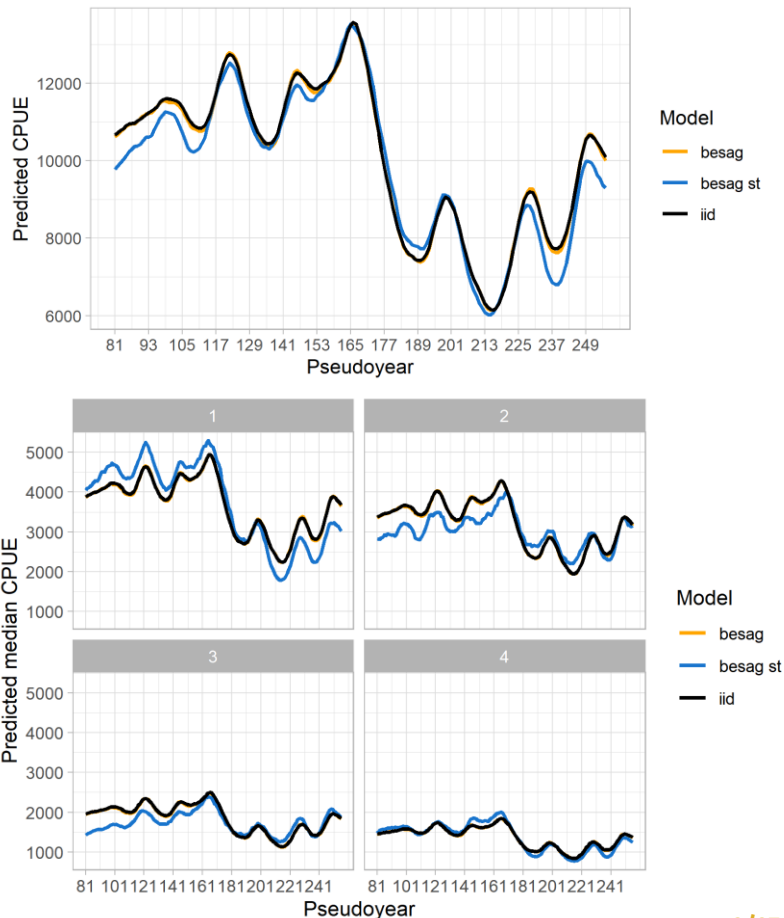 12000
10000
8000
6000
Predicted CPUE
81 93 105 117 129 141 153 165 177 189 201 213 225 237 249
Pseudoyear
Model
besag
besag st
iid
1 2
5000
4000
3000
2000
1000
3 4
5000
4000
3000
2000
1000
Predicted median CPUE
81 101 121 141 161 181 201 221 241 81 101 121 141 161 181 201 221 241
Pseudoyear
Model
besag
besag st
iid